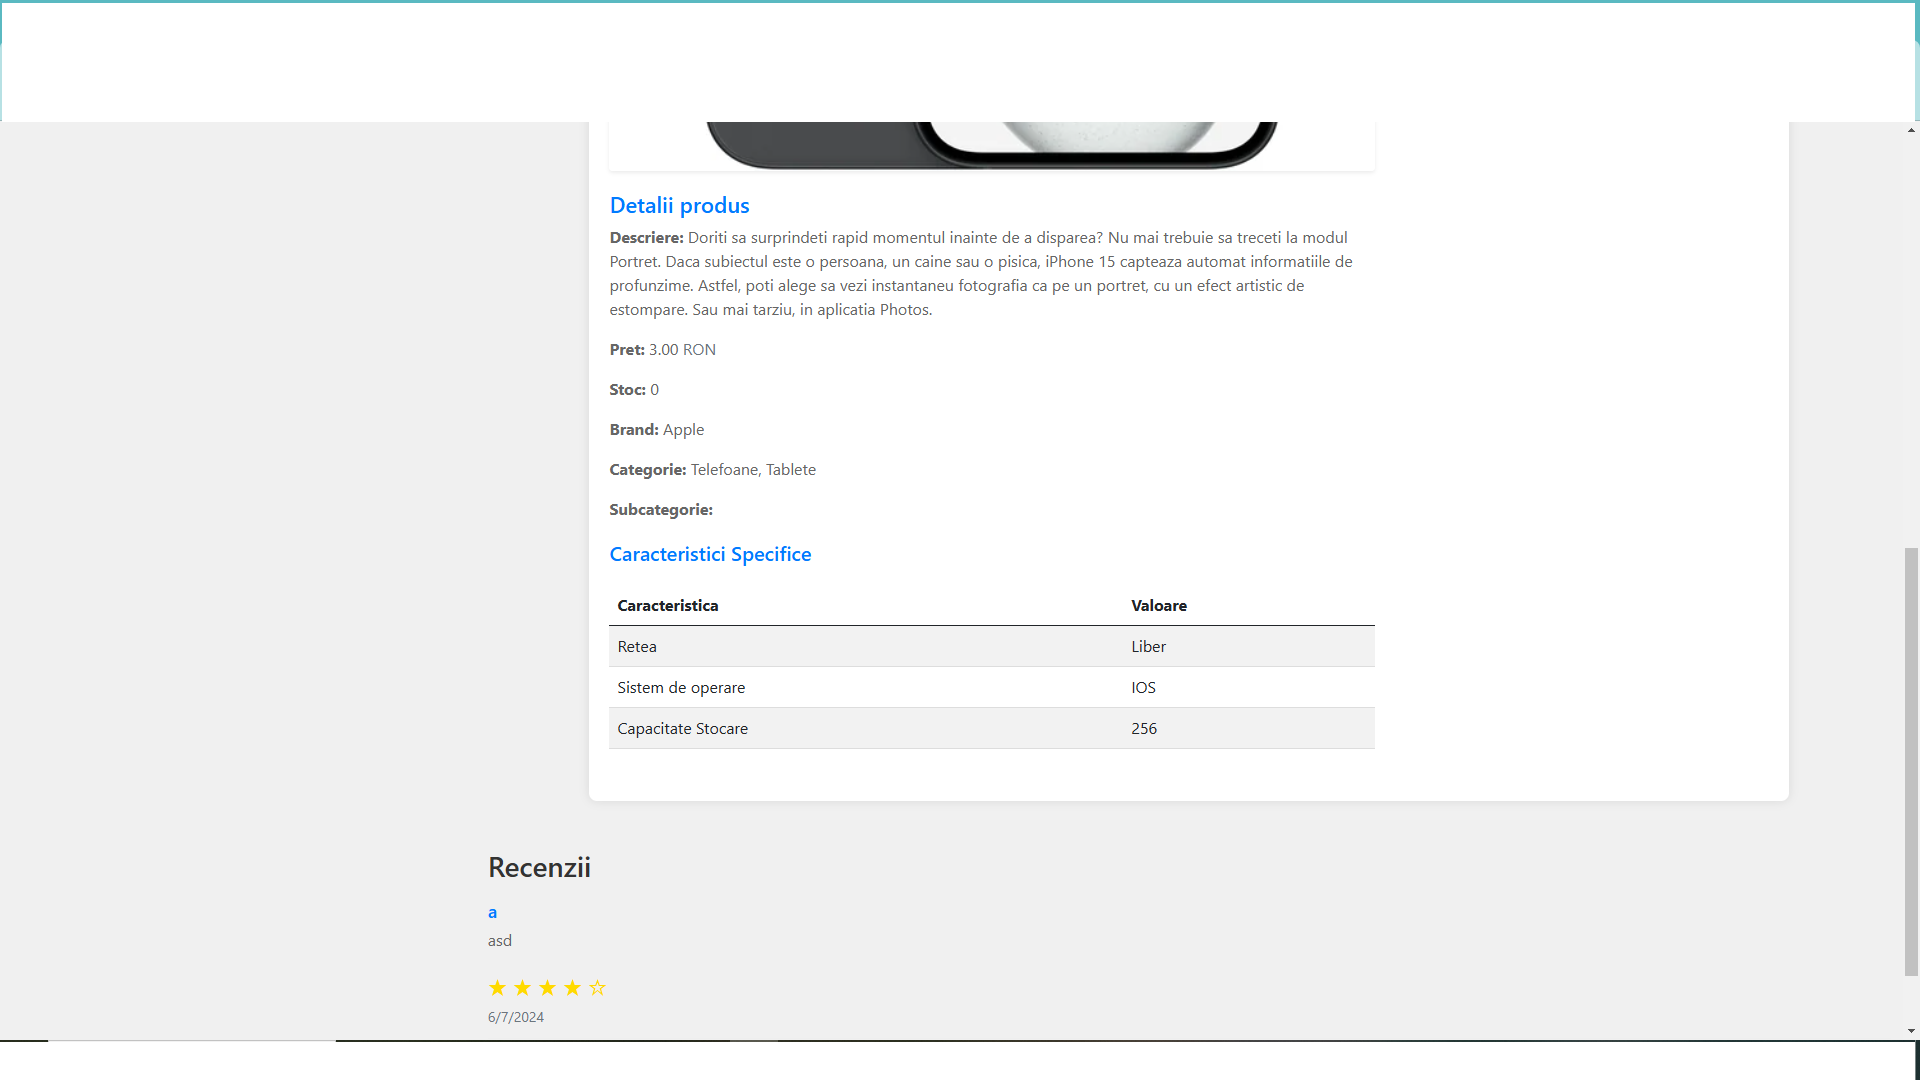 Detalii produs
Descriere: Doriti sa surprindeti rapid momentul inainte de a disparea? Nu mai trebuie sa treceti la modul
Portret. Daca subiectul este o persoana, un caine sau o pisica, iPhone 15 capteaza automat informatiile de
profunzime. Astfel, poti alege sa vezi instantaneu fotografia ca pe un portret, cu un efect artistic de
estompare. Sau mai tarziu, in aplicatia Photos.
Pret: 3.00 RON
Stoc: 0
Brand: Apple
Categorie: Telefoane, Tablete
Subcategorie:
Caracteristici Specifice
Caracteristica Valoare
Retea Liber
Sistem de operare IOS
Capacitate Stocare 256
Recenzii
a
asd
★ ★ ★ ★ ☆
6/7/2024